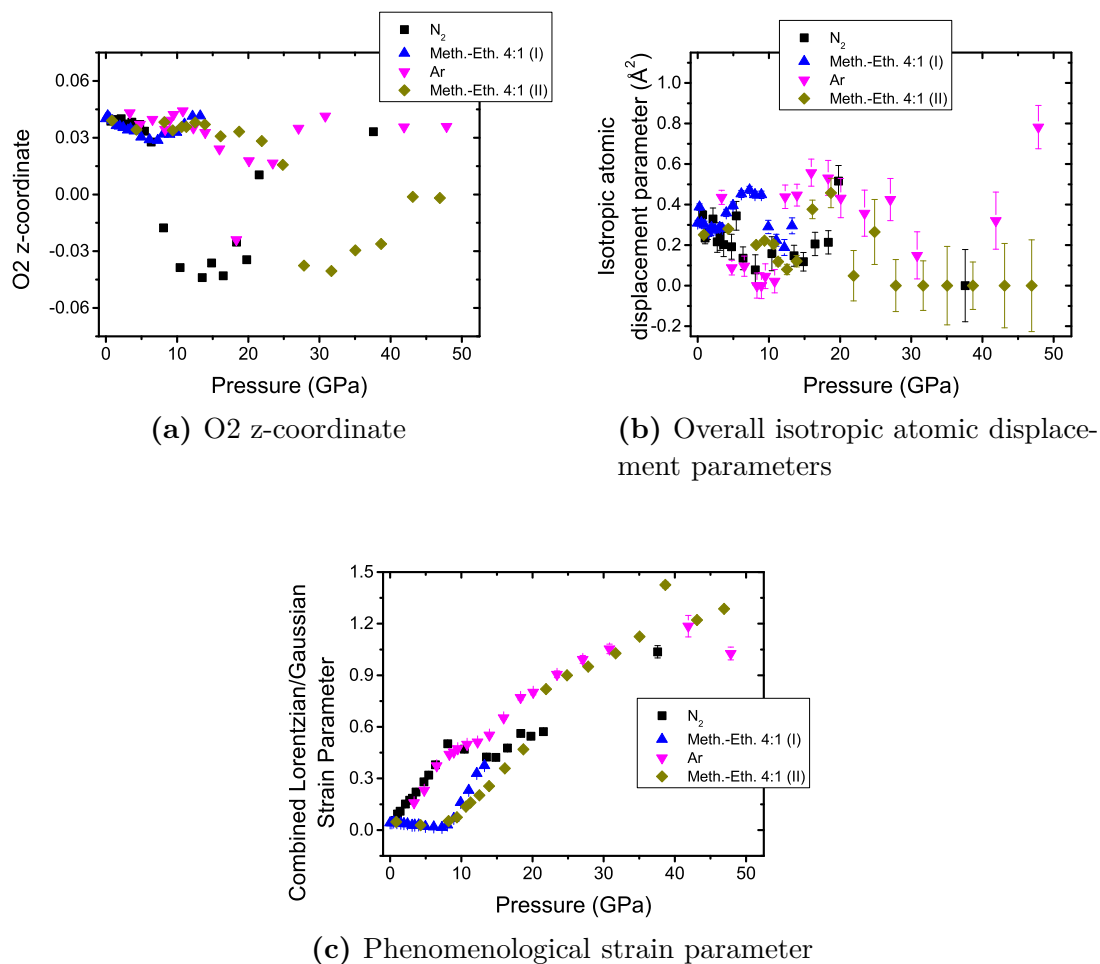 N2
Meth.-Eth. 4:1 (I)
Ar
Meth.-Eth. 4:1 (II)
0.06
0.03
0.00
-0.03
-0.06
O2 z-coordinate
0 10 20 30 40 50
Pressure (GPa)
(a) O2 z-coordinate
N2
Meth.-Eth. 4:1 (I)
Ar
Meth.-Eth. 4:1 (II)
1.0
0.8
0.6
0.4
0.2
0.0
-0.2
Isotropic atomic
displacement parameter (Å2)
0 10 20 30 40 50
Pressure (GPa)
(b) Overall isotropic atomic displace-
ment parameters
1.5
1.2
0.9
0.6
0.3
0.0
Combined Lorentzian/Gaussian
Strain Parameter
N2
Meth.-Eth. 4:1 (I)
Ar
Meth.-Eth. 4:1 (II)
0 10 20 30 40 50
Pressure (GPa)
(c) Phenomenological strain parameter